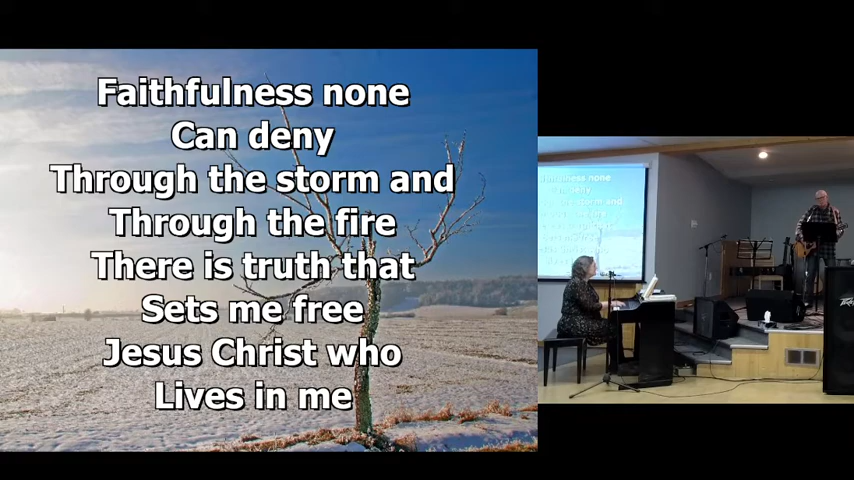 Faithfulness none
Can deny
Through the storm and
Through the fire
There is truth that
Sets me free
Jesus Christ who
Lives in me